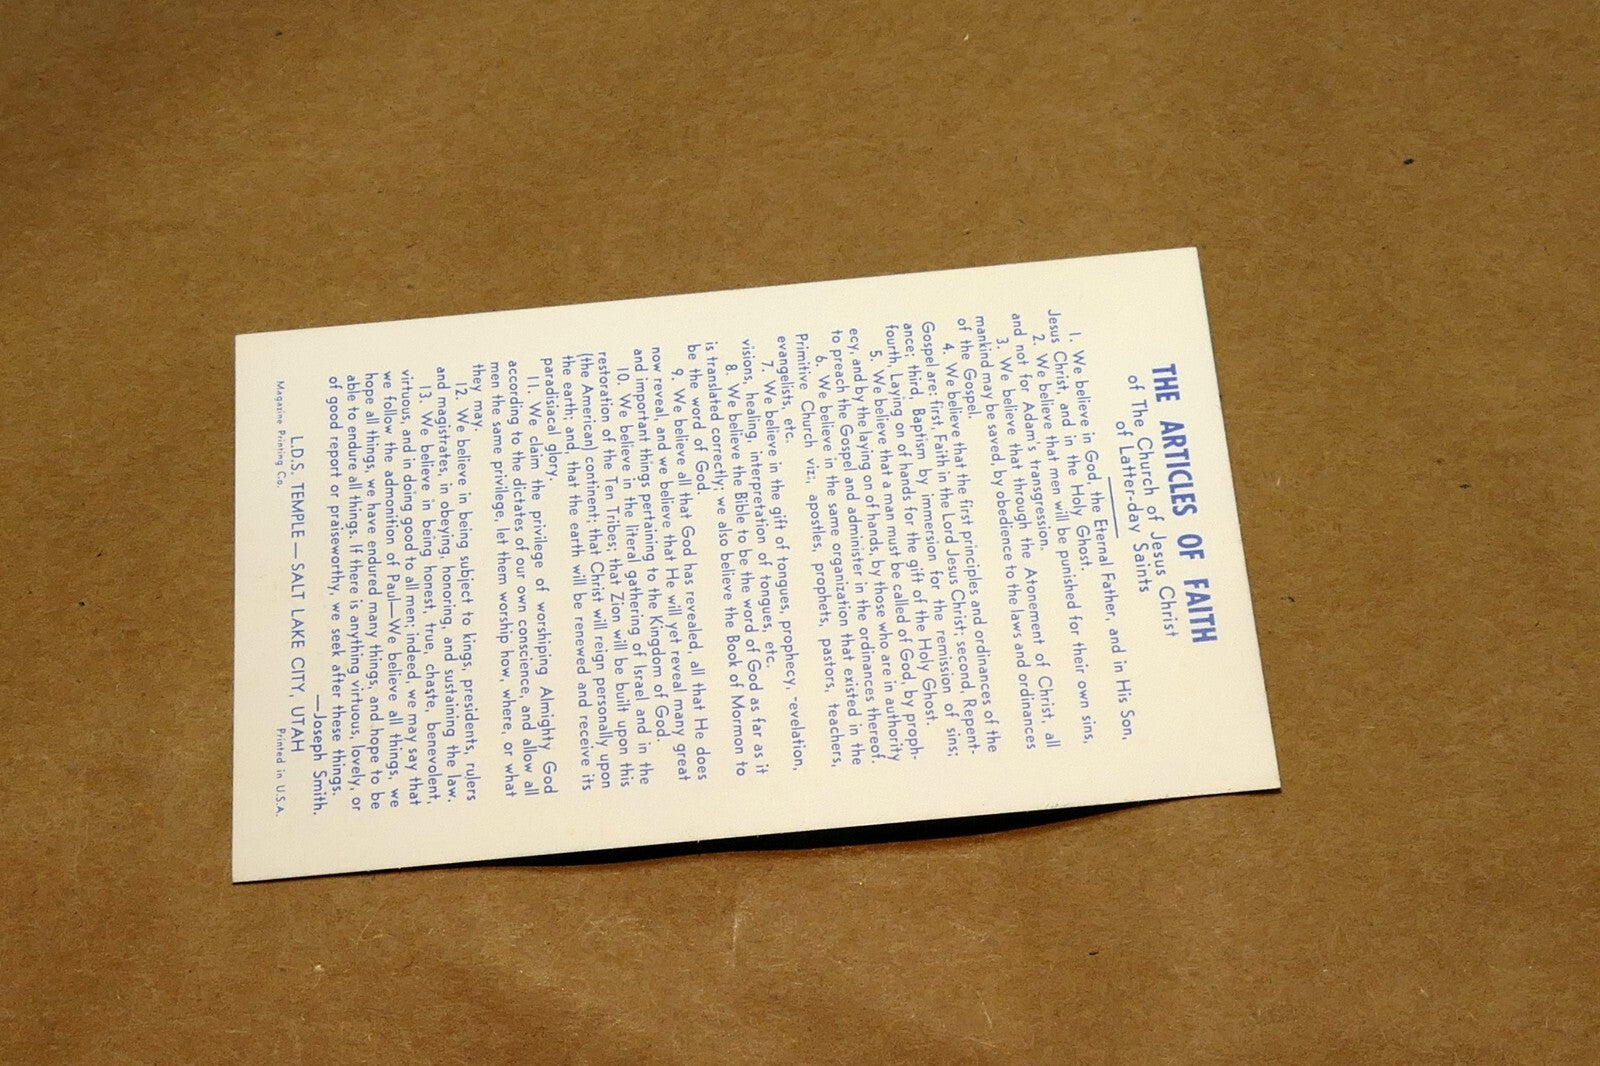 THE ARTICLES OF FAITH
of The Church of Jesus Christ
of Latter-day Saints
1. We believe in God, the Eternal Father, and in His Son,
Jesus Christ, and in the Holy Ghost.
2. We believe that men will be punished for their own sins,
and not for Adam's transgression.
3. We believe that through the Atonement of Christ, all
mankind may be saved, by obedience to the laws and ordinances
of the Gospel.
4. We believe that the first principles and ordinances of the
Gospel are: first, Faith in the Lord Jesus Christ; second, Repent-
ance; third, Baptism by immersion for the remission of sins;
fourth, Laying on of hands for the gift of the Holy Ghost.
5. We believe that a man must be called of God, by proph-
ecy, and by the laying on of hands, by those who are in authority
to preach the Gospel and administer in the ordinances thereof.
6. We believe in the same organization that existed in the
Primitive Church viz.; apostles, prophets, pastors, teachers,
evangelists, etc.
7. We believe in the gift of tongues, prophecy, revelation,
visions, healing, interpretation of tongues, etc.
8. We believe the Bible to be the word of God as far as it
is translated correctly; we also believe the Book of Mormon to
be the word of God.
9. We believe all that God has revealed, all that He does
now reveal, and we believe that He will yet reveal many great
and important things pertaining to the Kingdom of God.
10. We believe in the literal gathering of Israel and in the
restoration of the Ten Tribes; that Zion will be built upon this
(the American) continent; that Christ will reign personally upon
the earth; and, that the earth will be renewed and receive its
paradisiacal glory.
11. We claim the privilege of worshiping Almighty God
according to the dictates of our own conscience, and allow all
men the same privilege, let them worship how, where, or what
they may.
12. We believe in being subject to kings, presidents, rulers
and magistrates, in obeying, honoring, and sustaining the law.
13. We believe in being honest, true, chaste, benevolent,
virtuous, and in doing good to all men; indeed, we may say that
we follow the admonition of Paul—We believe all things, we
hope all things, we have endured many things, and hope to be
able to endure all things. If there is anything virtuous, lovely, or
of good report or praiseworthy, we seek after these things.
—Joseph Smith.
L.D.S. TEMPLE — SALT LAKE CITY, UTAH
Magazine Printing Co. Printed in U.S.A.